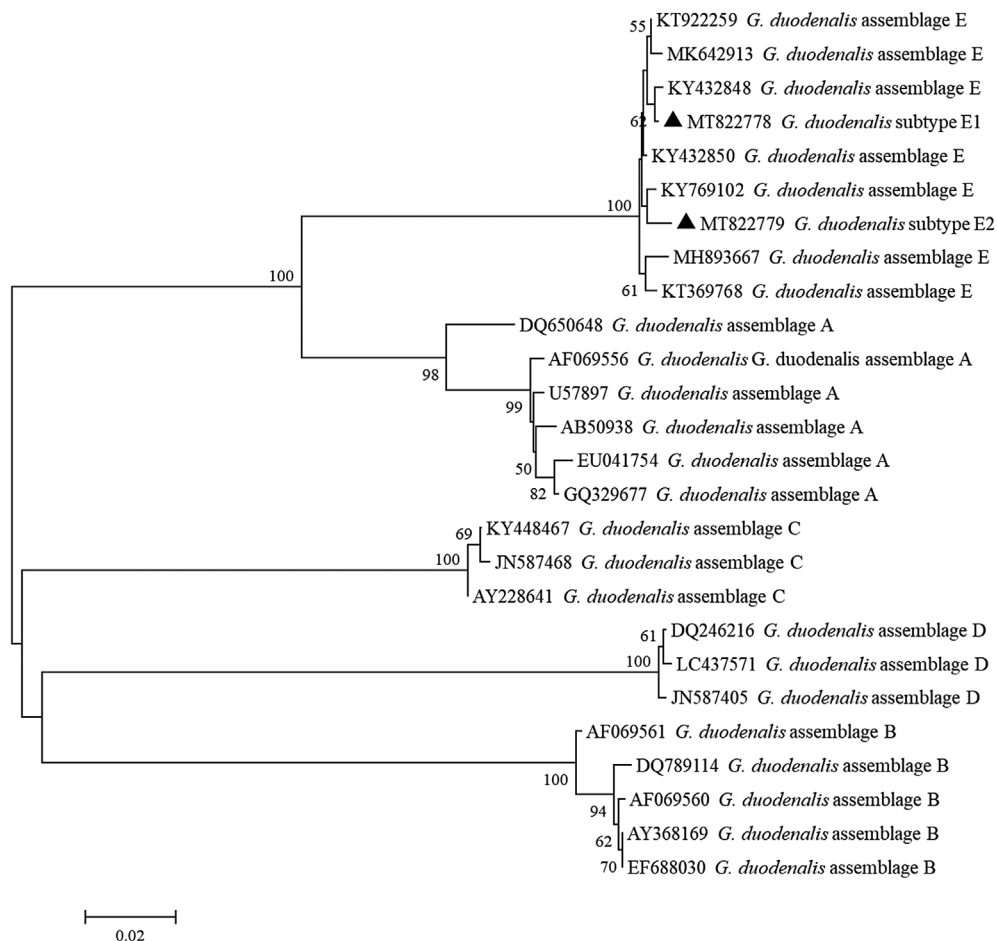 55 KT922259 G. duodenalis assemblage E
MK642913 G. duodenalis assemblage E
KY432848 G. duodenalis assemblage E
62 ▲ MT822778 G. duodenalis subtype E1
KY432850 G. duodenalis assemblage E
KY769102 G. duodenalis assemblage E
100
▲ MT822779 G. duodenalis subtype E2
MH893667 G. duodenalis assemblage E
100
61 KT369768 G. duodenalis assemblage E
DQ650648 G. duodenalis assemblage A
AF069556 G. duodenalis G. duodenalis assemblage A
98
U57897 G. duodenalis assemblage A
99
AB50938 G. duodenalis assemblage A
EU041754 G. duodenalis assemblage A
50
82 GQ329677 G. duodenalis assemblage A
69 KY448467 G. duodenalis assemblage C
100 JN587468 G. duodenalis assemblage C
AY228641 G. duodenalis assemblage C
61 DQ246216 G. duodenalis assemblage D
100 LC437571 G. duodenalis assemblage D
JN587405 G. duodenalis assemblage D
AF069561 G. duodenalis assemblage B
DQ789114 G. duodenalis assemblage B
100
AF069560 G. duodenalis assemblage B
94
AY368169 G. duodenalis assemblage B
62
70 EF688030 G. duodenalis assemblage B
0.02